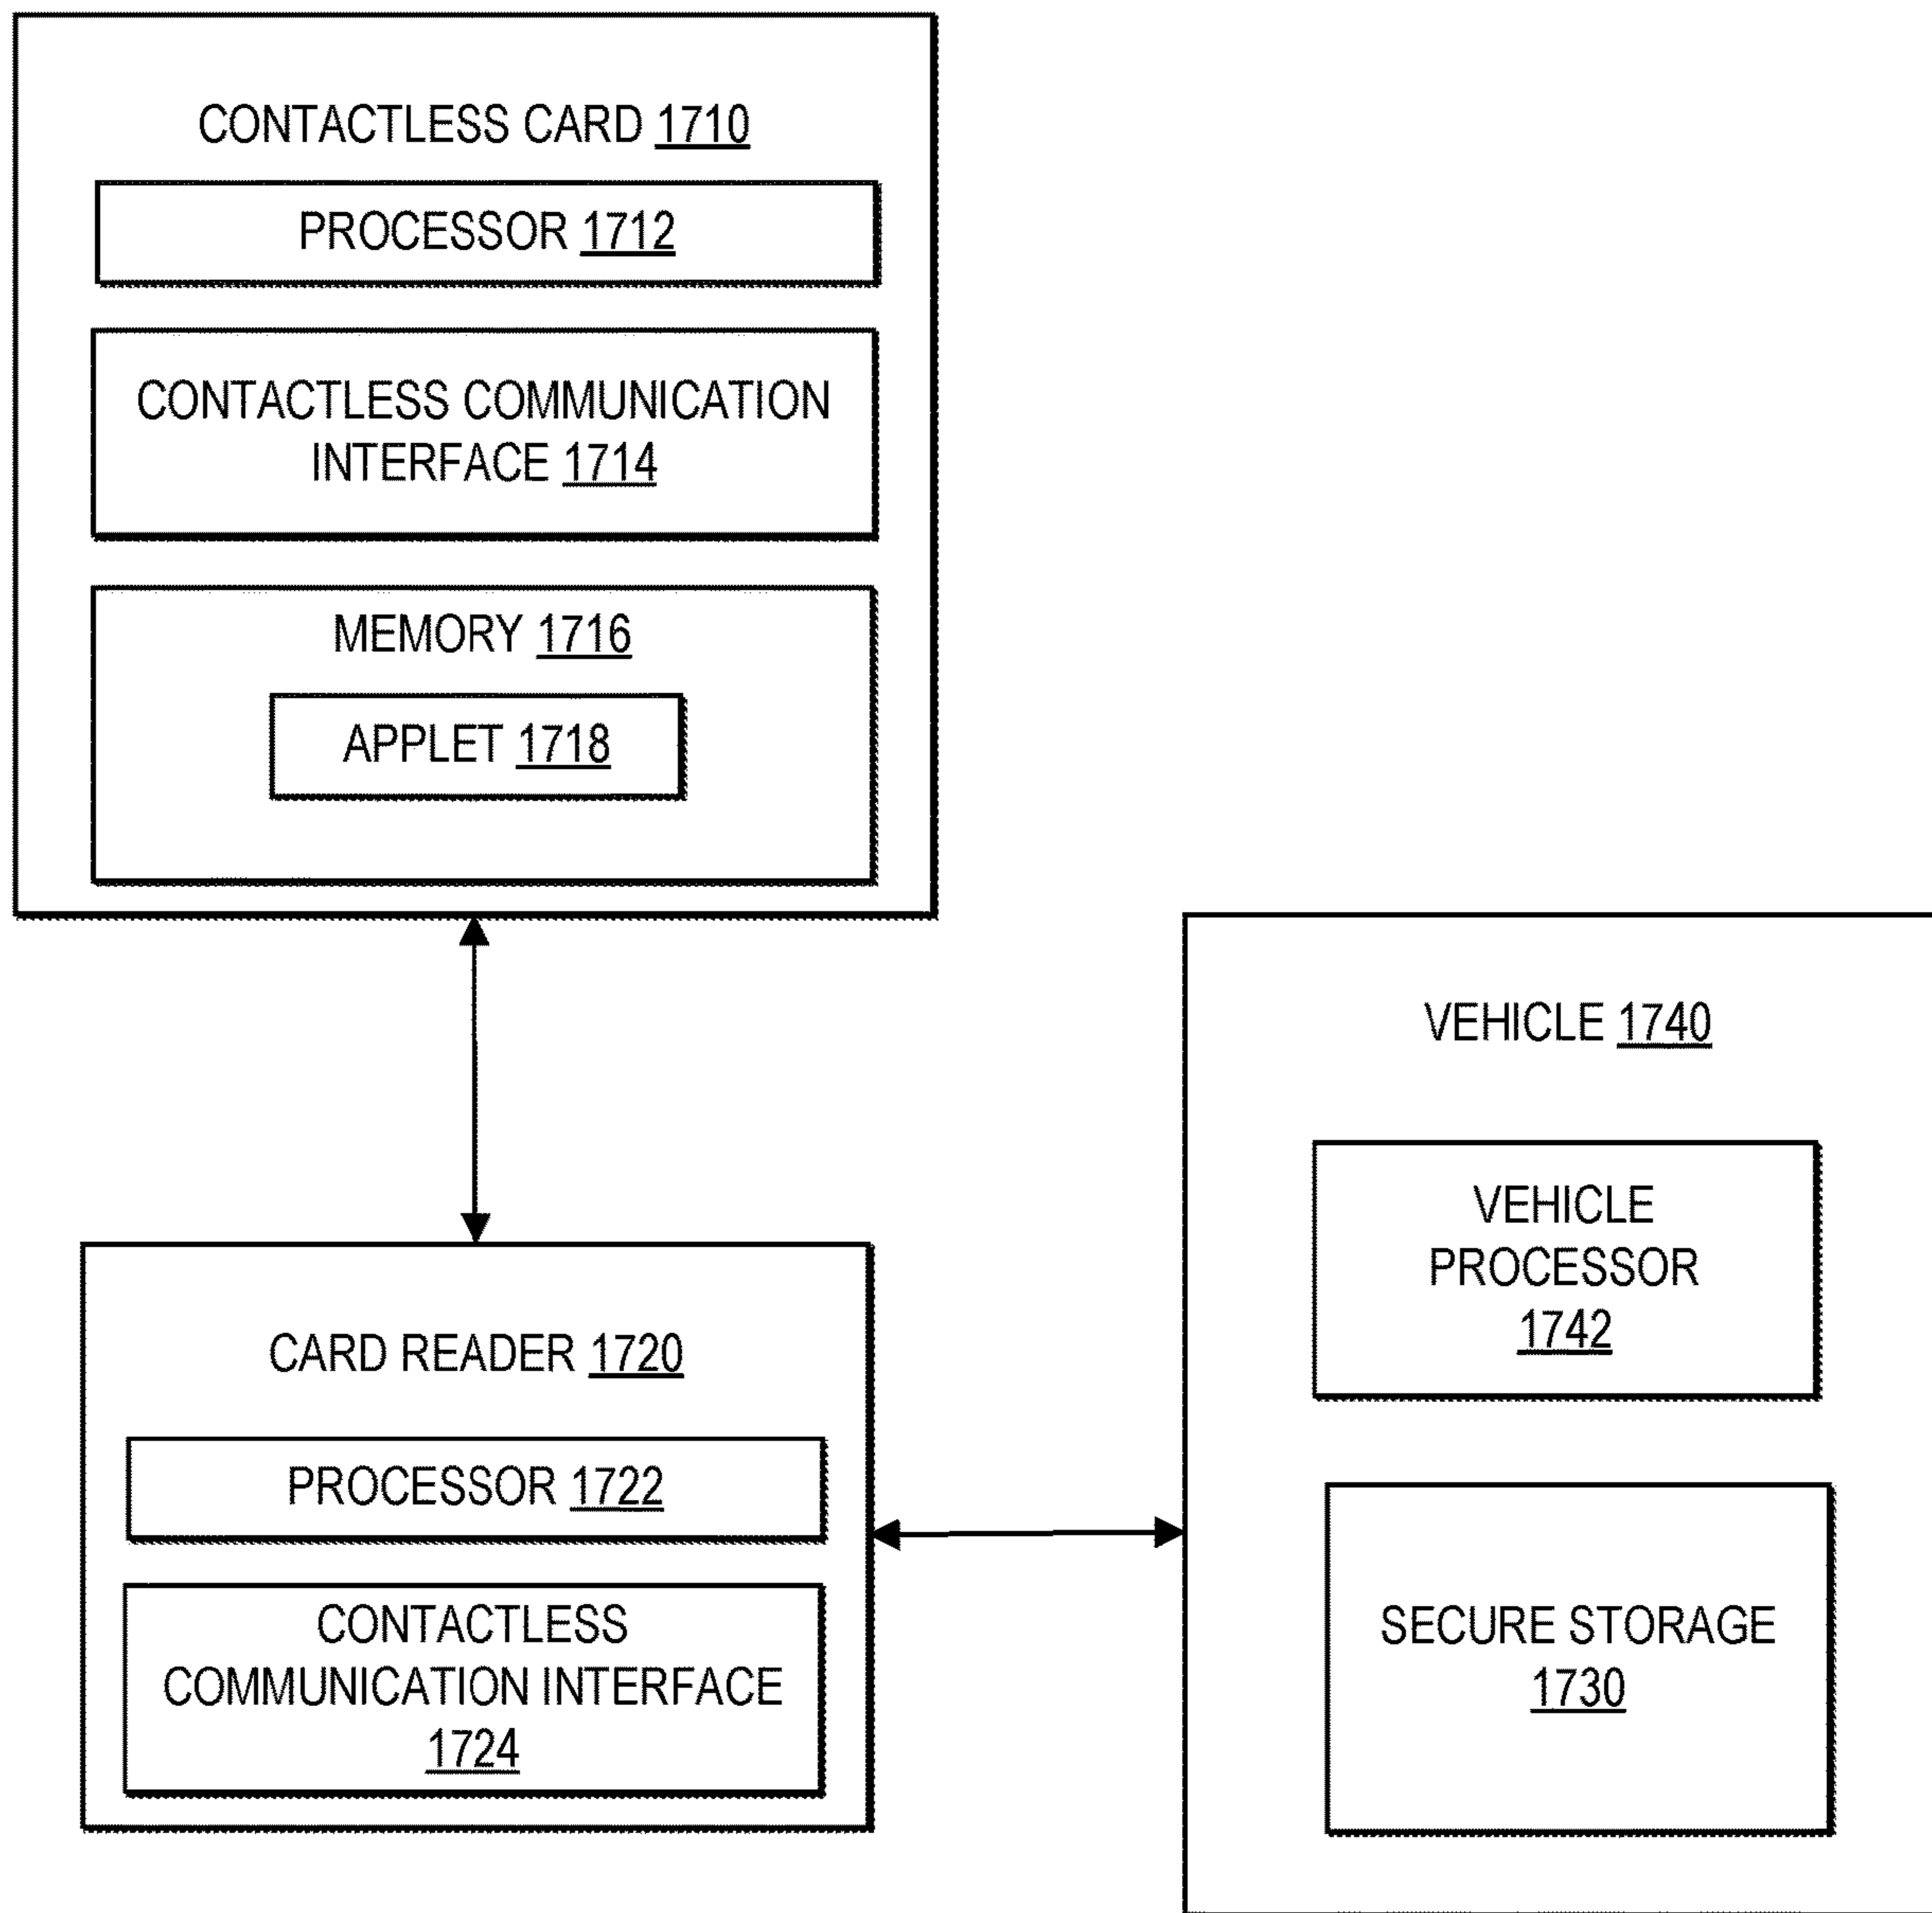 CONTACTLESS CARD 1710
PROCESSOR 1712
CONTACTLESS COMMUNICATION
INTERFACE 1714
MEMORY 1716
APPLET 1718
CARD READER 1720
PROCESSOR 1722
CONTACTLESS
COMMUNICATION INTERFACE
1724
VEHICLE 1740
VEHICLE
PROCESSOR
1742
SECURE STORAGE
1730